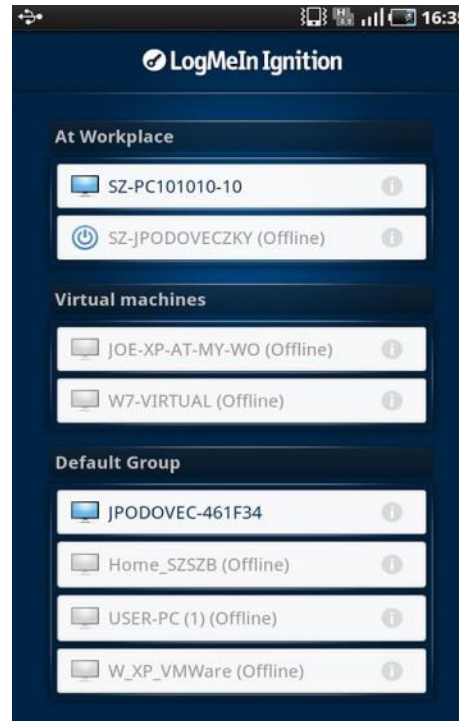 16:35
LogMeIn Ignition
At Workplace
SZ-PC101010-10
SZ-JPODOVECZKY (Offline)
Virtual machines
JOE-XP-AT-MY-WO (Offline)
W7-VIRTUAL (Offline)
Default Group
JPODOVEC-461F34
Home_SZSZB (Offline)
USER-PC (1) (Offline)
W_XP_VMWare (Offline)